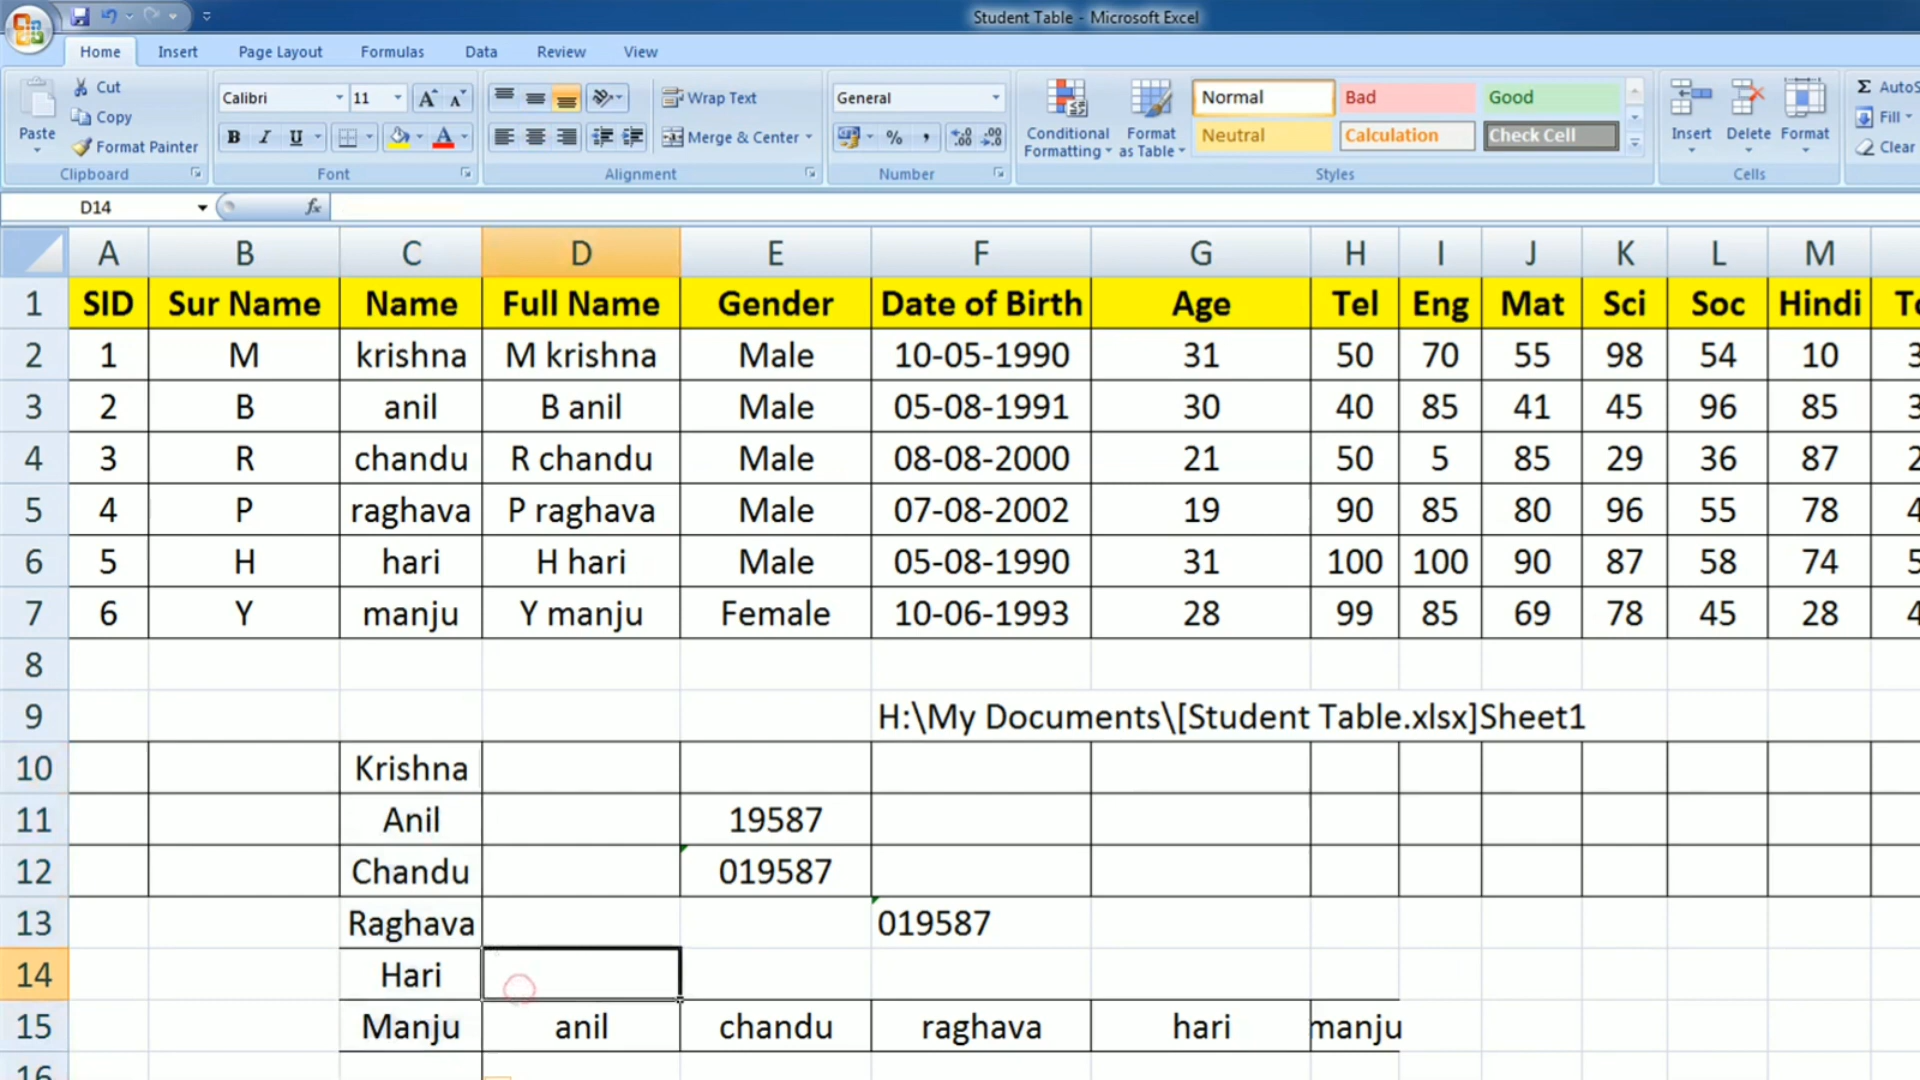 Student Table - Microsoft Excel
Home Insert Page Layout Formulas Data Review View
Paste Cut Copy Format Painter Clipboard
Calibri 11 B I U Font
Wrap Text Merge & Center Alignment
General % , Number
Conditional Formatting Format as Table Normal Bad Good Neutral Calculation Check Cell Styles
Insert Delete Format Cells
Σ Fill Clear
D14 fx
A B C D E F G H I J K L M
1 SID Sur Name Name Full Name Gender Date of Birth Age Tel Eng Mat Sci Soc Hindi
2 1 M krishna M krishna Male 10-05-1990 31 50 70 55 98 54 10
3 2 B anil B anil Male 05-08-1991 30 40 85 41 45 96 85
4 3 R chandu R chandu Male 08-08-2000 21 50 5 85 29 36 87
5 4 P raghava P raghava Male 07-08-2002 19 90 85 80 96 55 78
6 5 H hari H hari Male 05-08-1990 31 100 100 90 87 58 74
7 6 Y manju Y manju Female 10-06-1993 28 99 85 69 78 45 28
8
9 H:\My Documents\[Student Table.xlsx]Sheet1
10 Krishna
11 Anil 19587
12 Chandu 019587
13 Raghava 019587
14 Hari
15 Manju anil chandu raghava hari manju
16